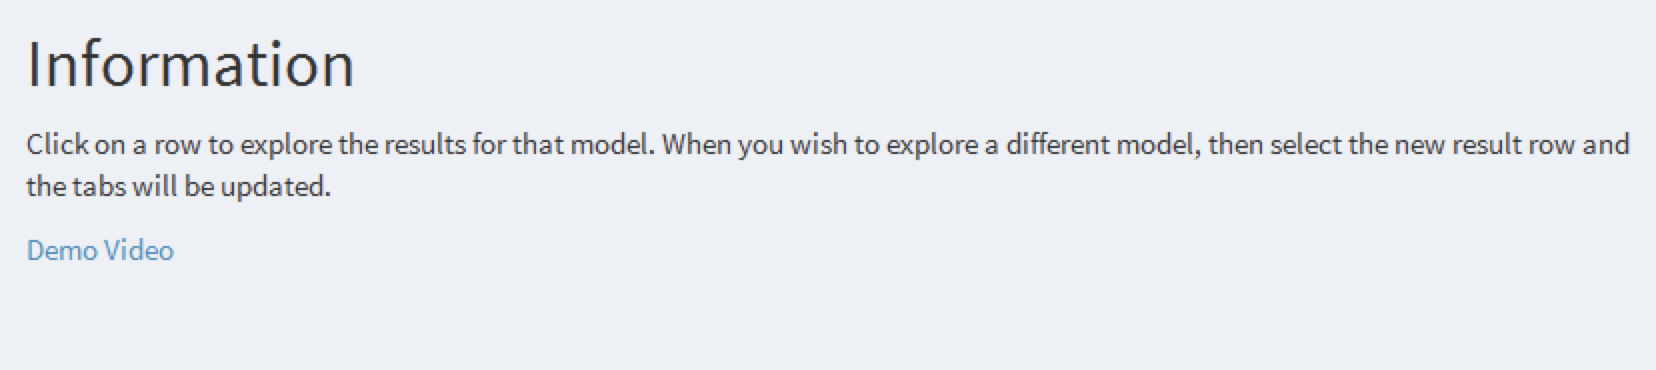 Information
Click on a row to explore the results for that model. When you wish to explore a different model, then select the new result row and
the tabs will be updated.
Demo Video